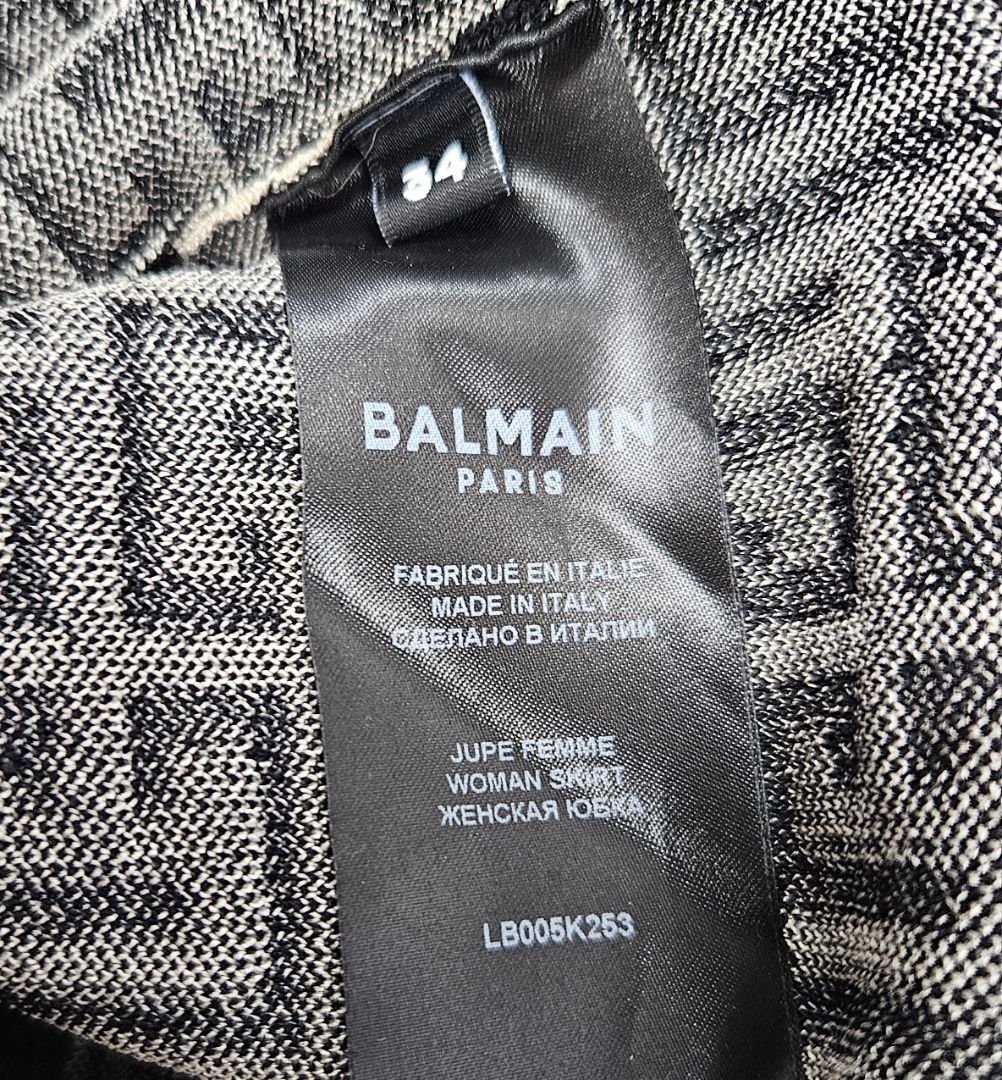 34
BALMAIN
PARIS
FABRIQUÉ EN ITALIE
MADE IN ITALY
СДЕЛАНО В ИТАЛИИ
JUPE FEMME
WOMAN SKIRT
ЖЕНСКАЯ ЮБКА
LB005K253